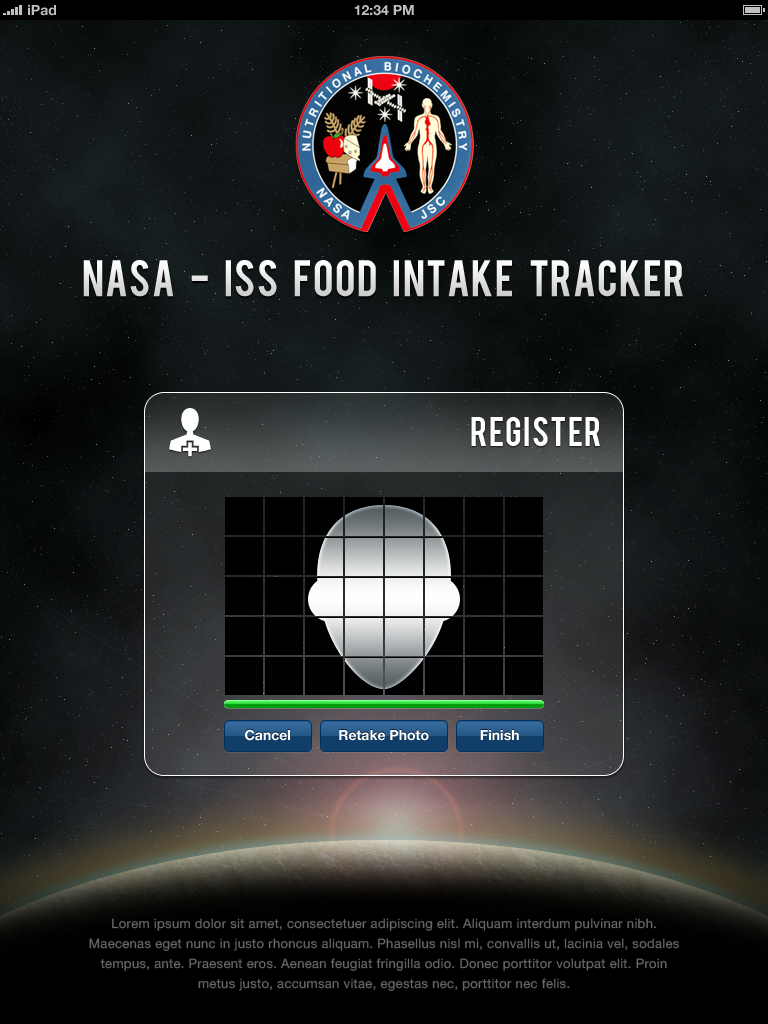 iPad
12:34 PM
NUTRITIONAL BIOCHEMISTRY
NASA
JSC
NASA - ISS FOOD INTAKE TRACKER
REGISTER
Cancel
Retake Photo
Finish
Lorem ipsum dolor sit amet, consectetuer adipiscing elit. Aliquam interdum pulvinar nibh.
Maecenas eget nunc in justo rhoncus aliquam. Phasellus nisl mi, convallis ut, lacinia vel, sodales
tempus, ante. Praesent eros. Aenean feugiat fringilla odio. Donec porttitor volutpat elit. Proin
metus justo, accumsan vitae, egestas nec, porttitor nec felis.